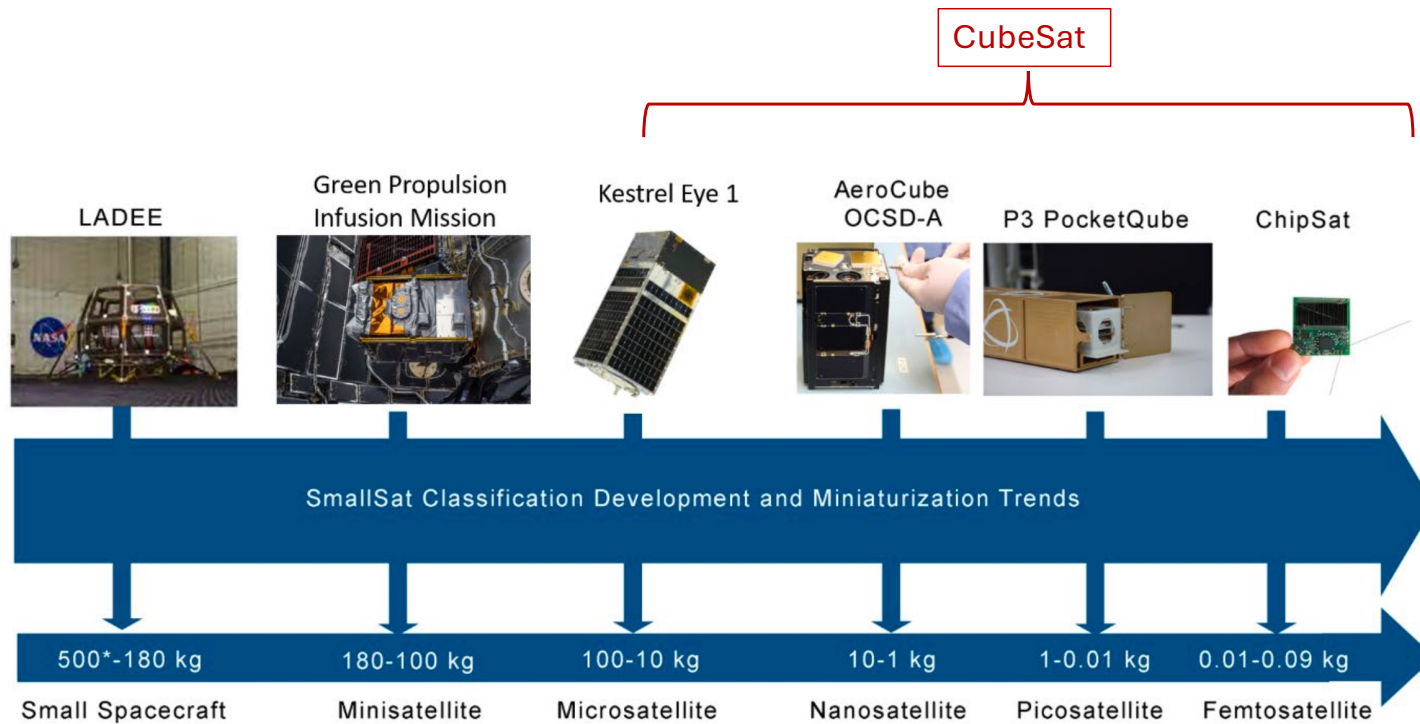 CubeSat
LADEE
Green Propulsion
Infusion Mission
Kestrel Eye 1
AeroCube
OCSD-A
P3 PocketQube
ChipSat
NASA
SmallSat Classification Development and Miniaturization Trends
500*-180 kg
180-100 kg
100-10 kg
10-1 kg
1-0.01 kg
0.01-0.09 kg
Small Spacecraft
Minisatellite
Microsatellite
Nanosatellite
Picosatellite
Femtosatellite